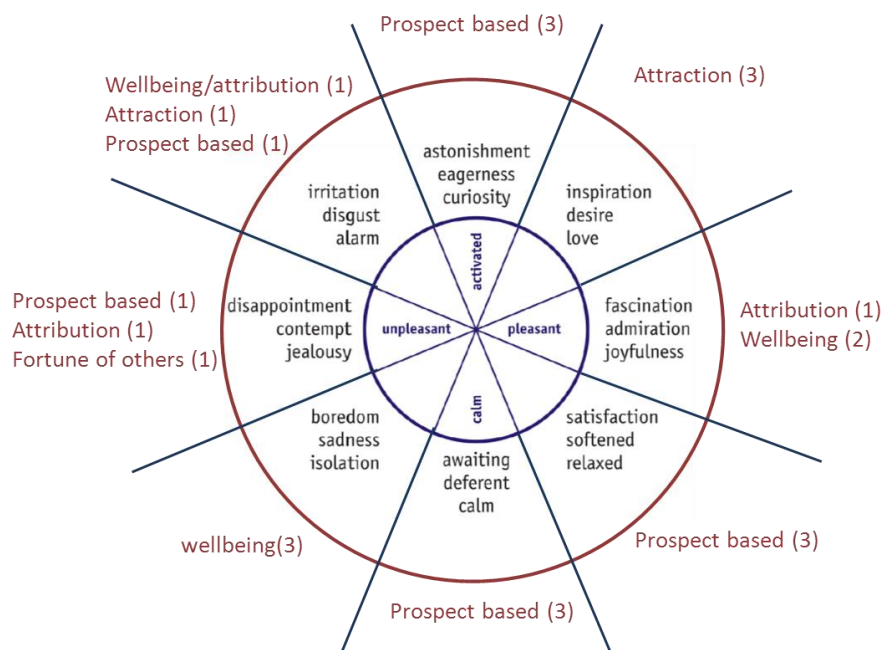 Prospect based (3)
Attraction (3)
Wellbeing/attribution (1)
Attraction (1)
Prospect based (1)
astonishment
eagerness
curiosity
irritation
disgust
alarm
inspiration
desire
love
activated
Prospect based (1)
Attribution (1)
Fortune of others (1)
disappointment
contempt
jealousy
unpleasant
pleasant
fascination
admiration
joyfulness
Attribution (1)
Wellbeing (2)
calm
boredom
sadness
isolation
awaiting
deferent
calm
satisfaction
softened
relaxed
wellbeing(3)
Prospect based (3)
Prospect based (3)